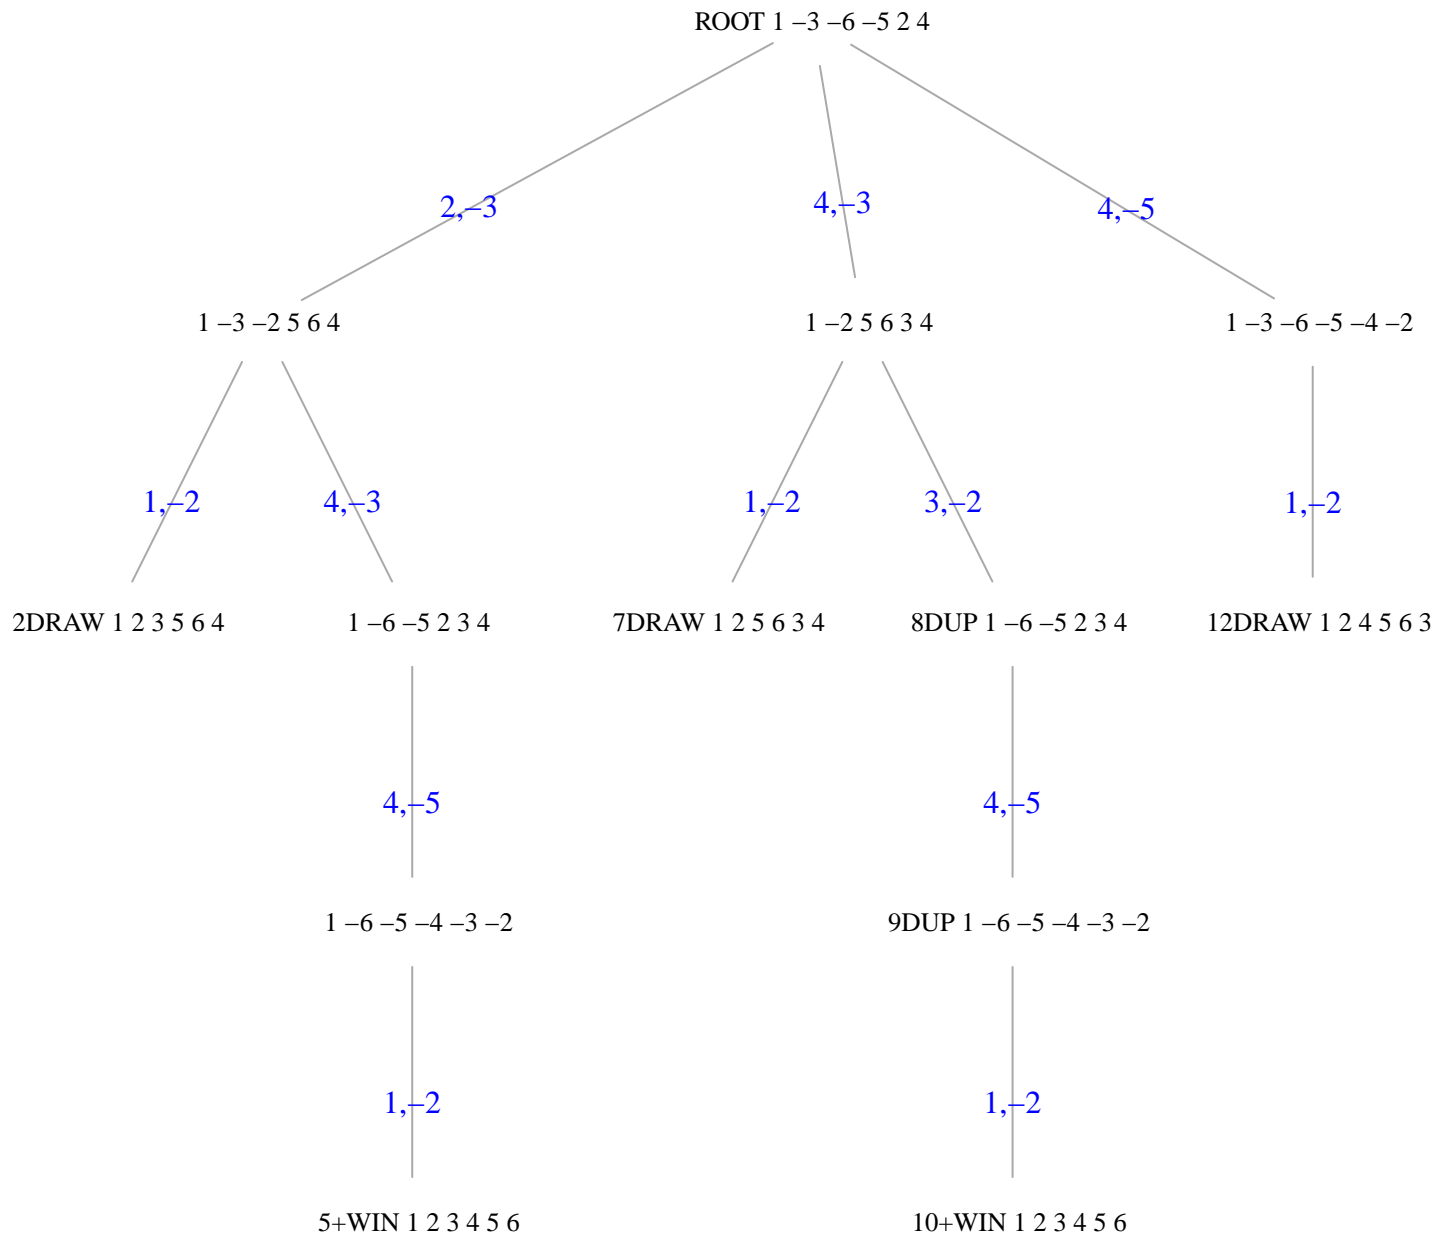 ROOT 1 –3 –6 –5 2 4
2,–3 4,–3 4,–5
1 –3 –2 5 6 4 1 –2 5 6 3 4 1 –3 –6 –5 –4 –2
1,–2 4,–3 1,–2 3,–2 1,–2
2DRAW 1 2 3 5 6 4 1 –6 –5 2 3 4 7DRAW 1 2 5 6 3 4 8DUP 1 –6 –5 2 3 4 12DRAW 1 2 4 5 6 3
4,–5 4,–5
1 –6 –5 –4 –3 –2 9DUP 1 –6 –5 –4 –3 –2
1,–2 1,–2
5+WIN 1 2 3 4 5 6 10+WIN 1 2 3 4 5 6